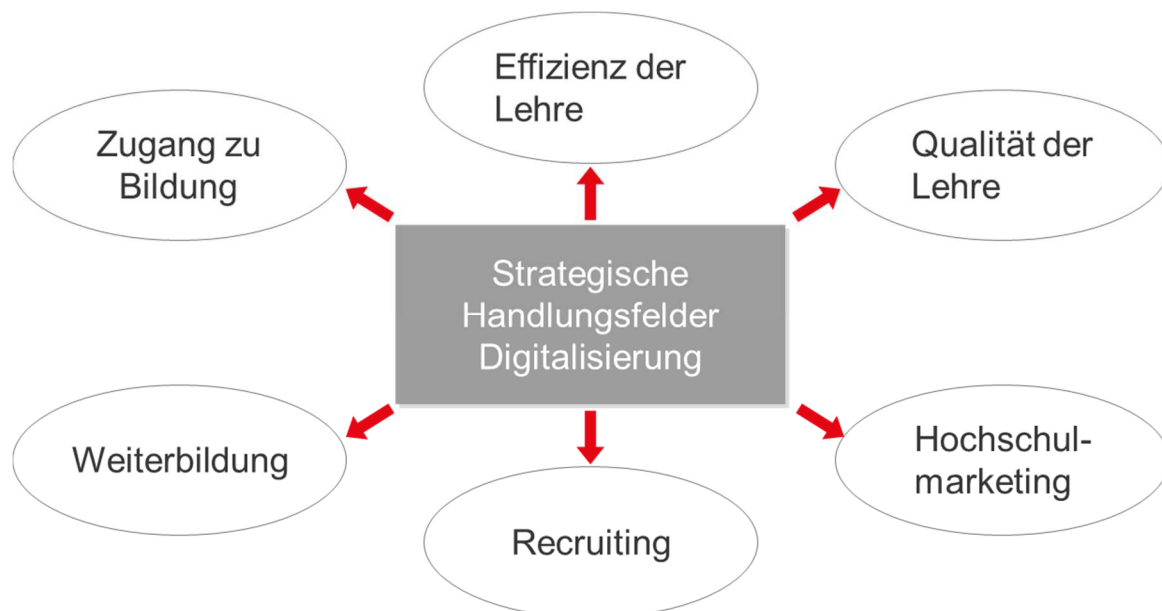 Effizienz der
Lehre
Zugang zu
Bildung
Qualität der
Lehre
Strategische
Handlungsfelder
Digitalisierung
Weiterbildung
Hochschul-
marketing
Recruiting